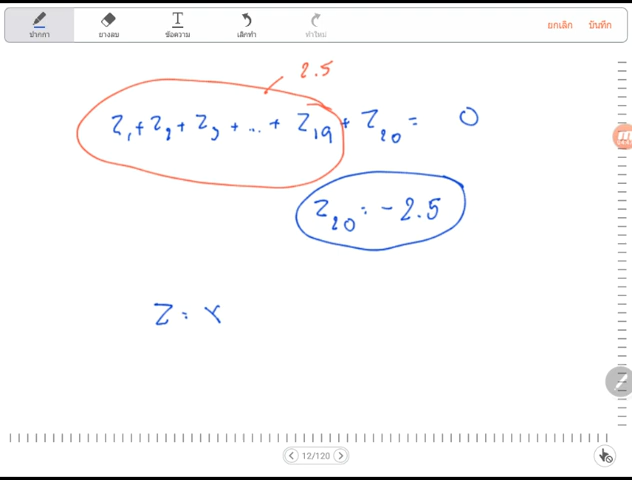 ปากกา ยางลบ ข้อความ เลิกทำ ทำใหม่ ยกเลิก บันทึก
2.5
Z₁ + Z₂ + Z₃ + ... + Z₁₉ + Z₂₀ = 0
Z₂₀ = -2.5
Z = x
12/120